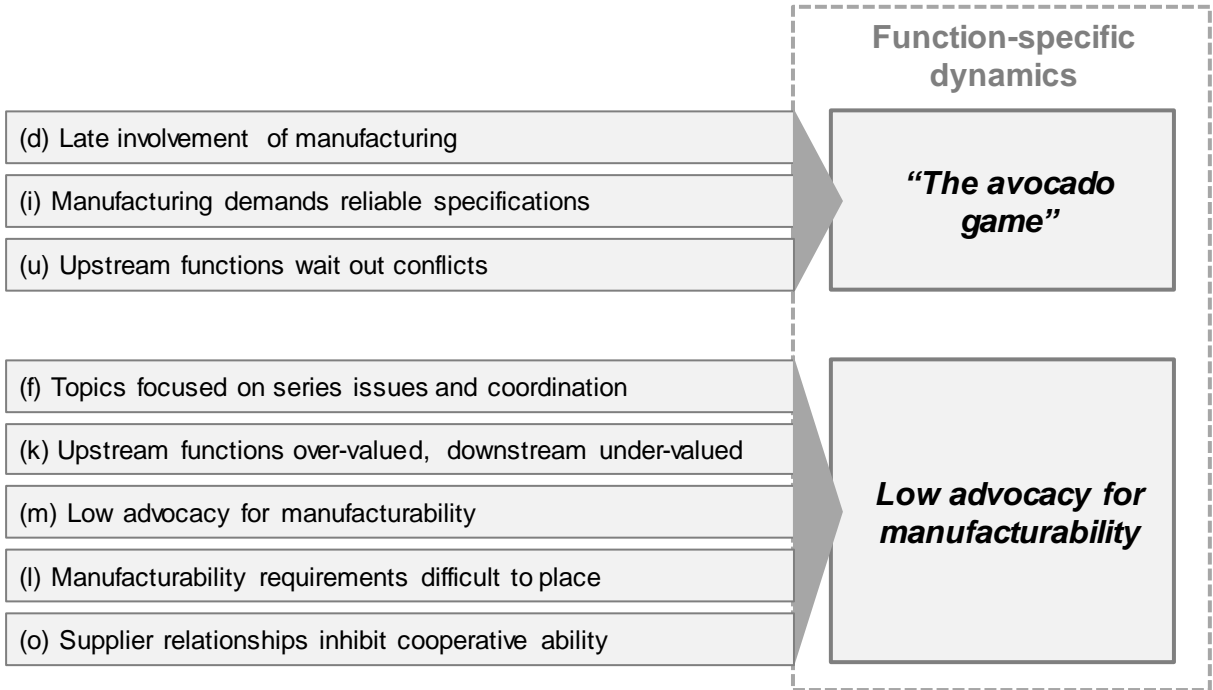 Function-specific
dynamics
(d) Late involvement of manufacturing
(i) Manufacturing demands reliable specifications
(u) Upstream functions wait out conflicts
“The avocado
game”
(f) Topics focused on series issues and coordination
(k) Upstream functions over-valued, downstream under-valued
(m) Low advocacy for manufacturability
(l) Manufacturability requirements difficult to place
(o) Supplier relationships inhibit cooperative ability
Low advocacy for
manufacturability